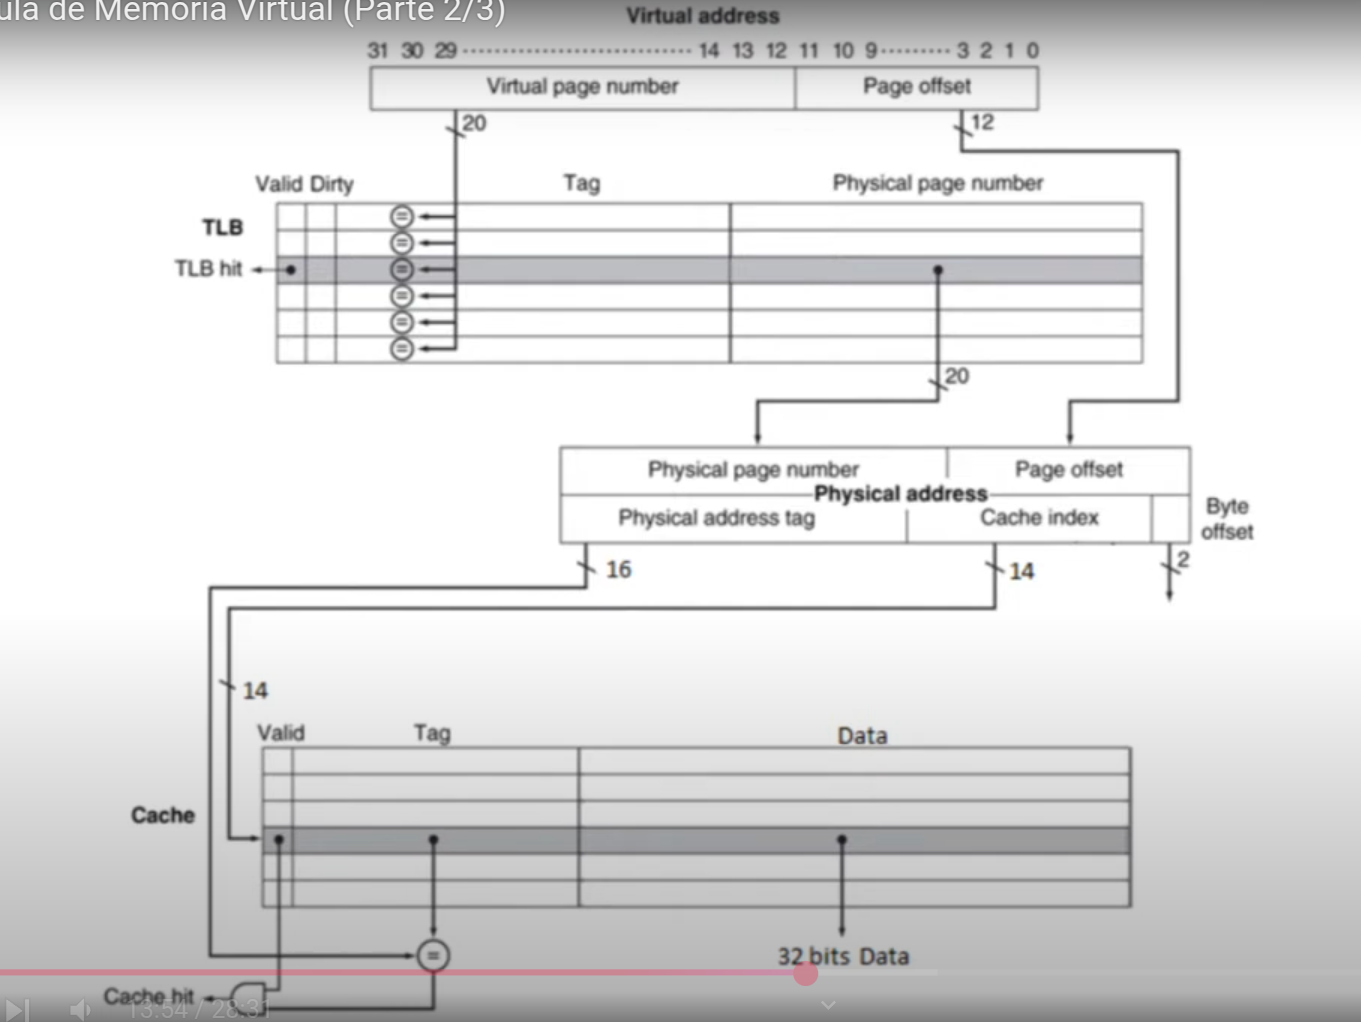 ula de Memória Virtual (Parte 2/3)
Virtual address
31 30 29 14 13 12 11 10 9 3 2 1 0
Virtual page number Page offset
20 12
Valid Dirty Tag Physical page number
TLB
TLB hit
=
=
=
=
=
=
20
Physical page number Page offset
Physical address
Physical address tag Cache index
Byte
offset
16 14 2
14
Valid Tag Data
Cache
=
32 bits Data
Cache hit
13:54 / 28:31